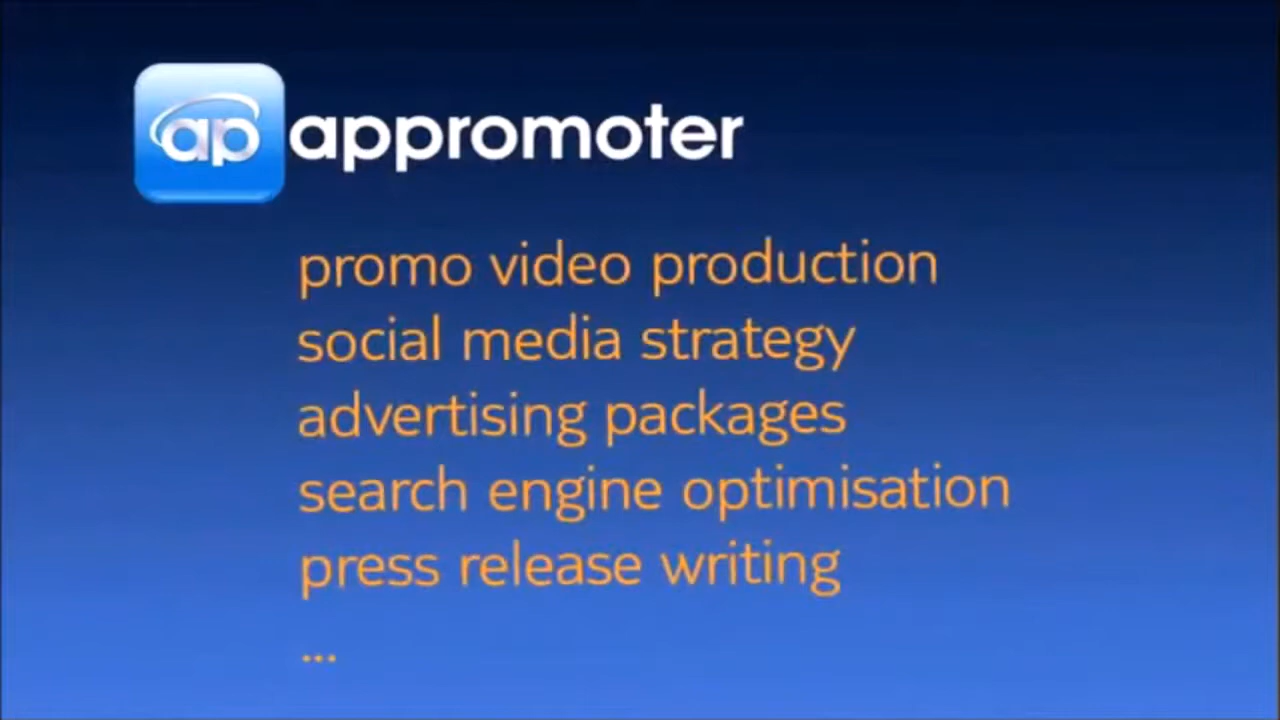 ap appromoter
promo video production
social media strategy
advertising packages
search engine optimisation
press release writing
...